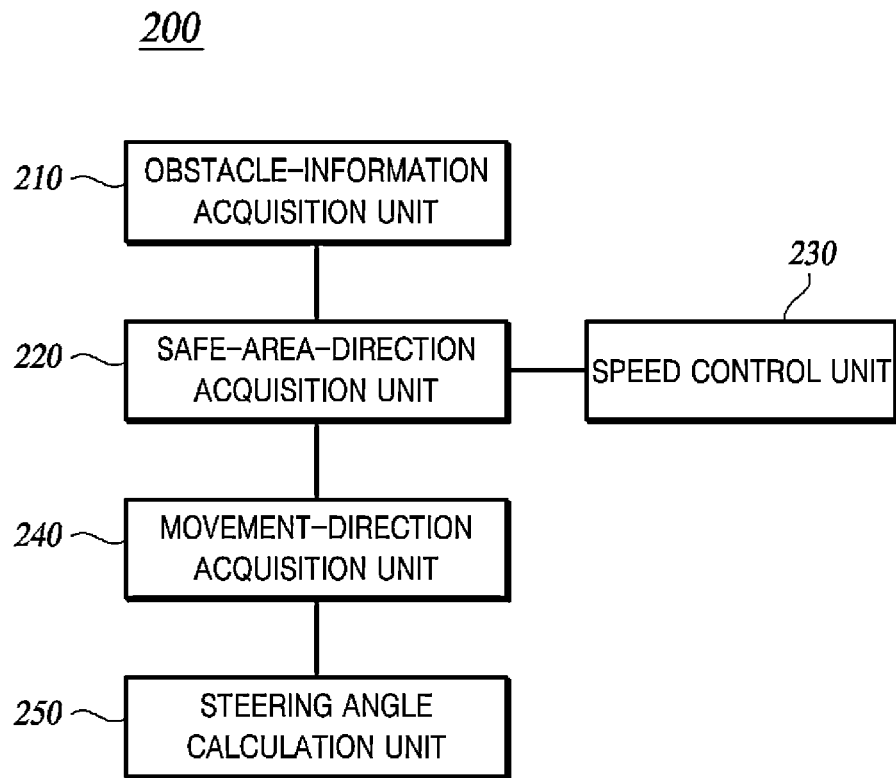 200
210
OBSTACLE-INFORMATION
ACQUISITION UNIT
230
220
SAFE-AREA-DIRECTION
ACQUISITION UNIT
SPEED CONTROL UNIT
240
MOVEMENT-DIRECTION
ACQUISITION UNIT
250
STEERING ANGLE
CALCULATION UNIT